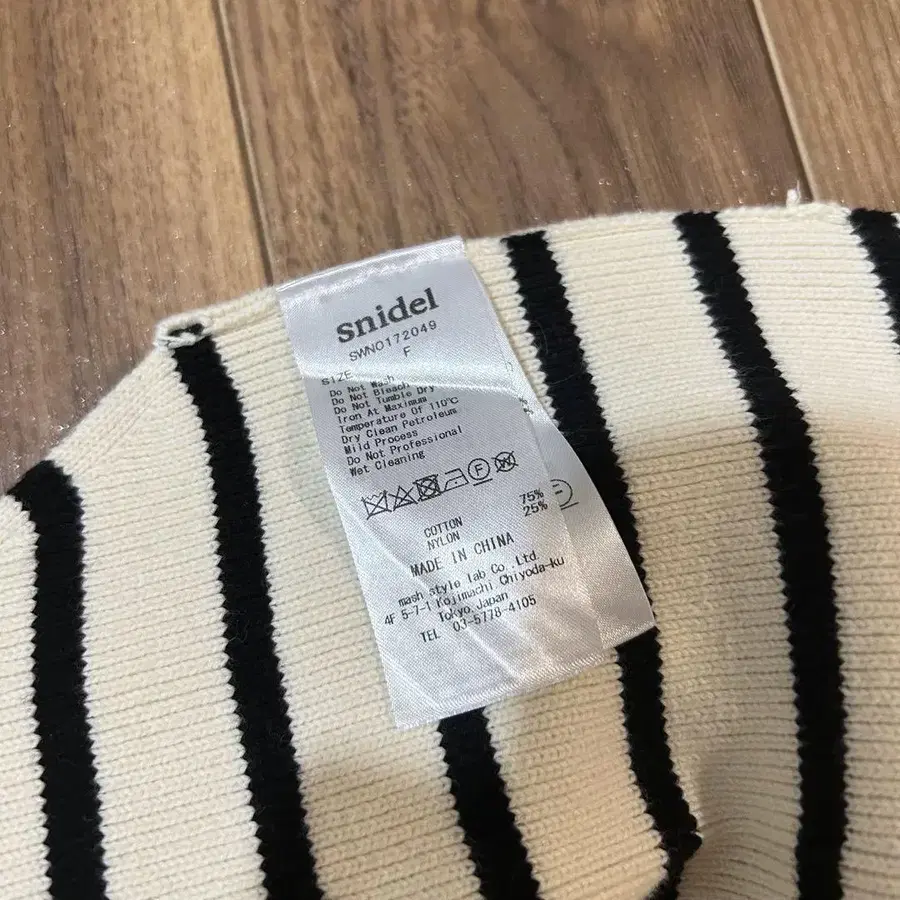 snidel
SWNO172049
SIZE F
Do Not Wash
Do Not Bleach
Do Not Tumble Dry
Iron At Maximum
Temperature Of 110℃
Dry Clean Petroleum
Mild Process
Do Not Professional
Wet Cleaning
F W
COTTON 75%
NYLON 25%
MADE IN CHINA
mash style lab Co.,Ltd.
4F 5-7-1 Kojimachi Chiyoda-ku
Tokyo,Japan
TEL 03-5778-4105